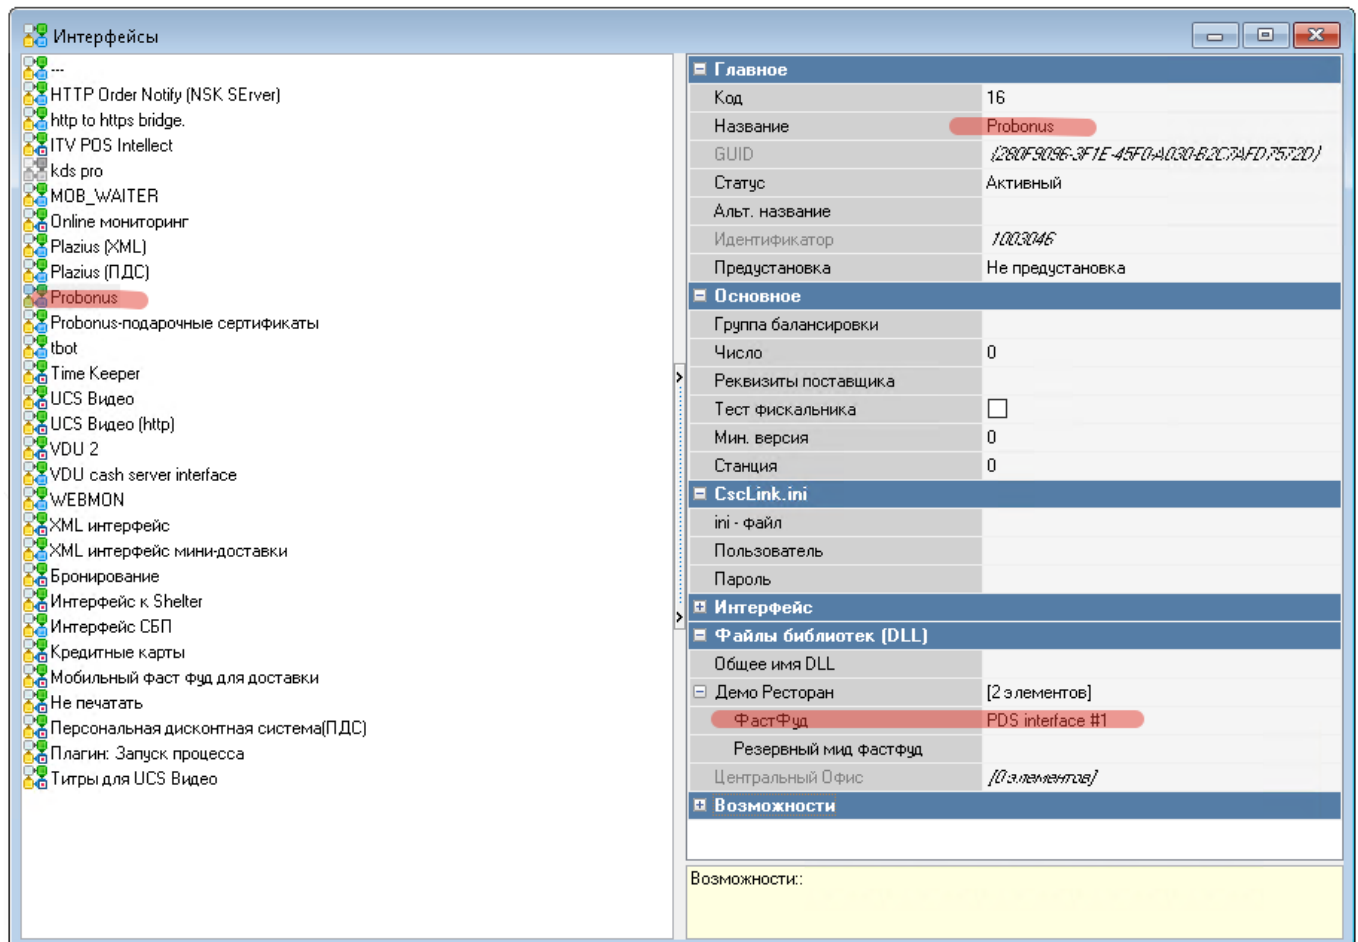 Интерфейсы
---
HTTP Order Notify (NSK SErver)
http to https bridge.
ITV POS Intellect
kds pro
MOB_WAITER
Online мониторинг
Plazius (XML)
Plazius (ПДС)
Probonus
Probonus-подарочные сертификаты
tbot
Time Keeper
UCS Видео
UCS Видео (http)
VDU 2
VDU cash server interface
WEBMON
XML интерфейс
XML интерфейс мини-доставки
Бронирование
Интерфейс к Shelter
Интерфейс СБП
Кредитные карты
Мобильный фаст фуд для доставки
Не печатать
Персональная дисконтная система(ПДС)
Плагин: Запуск процесса
Титры для UCS Видео
Главное
Код 16
Название Probonus
GUID {280F9096-3F1E-45F0-A030-B2C7AFD7572D}
Статус Активный
Альт. название
Идентификатор 1003046
Предустановка Не предустановка
Основное
Группа балансировки
Число 0
Реквизиты поставщика
Тест фискальника
Мин. версия 0
Станция 0
CscLink.ini
ini - файл
Пользователь
Пароль
Интерфейс
Файлы библиотек (DLL)
Общее имя DLL
Демо Ресторан [2 элементов]
ФастФуд PDS interface #1
Резервный мид фастфуд
Центральный Офис [0 элементов]
Возможности
Возможности::